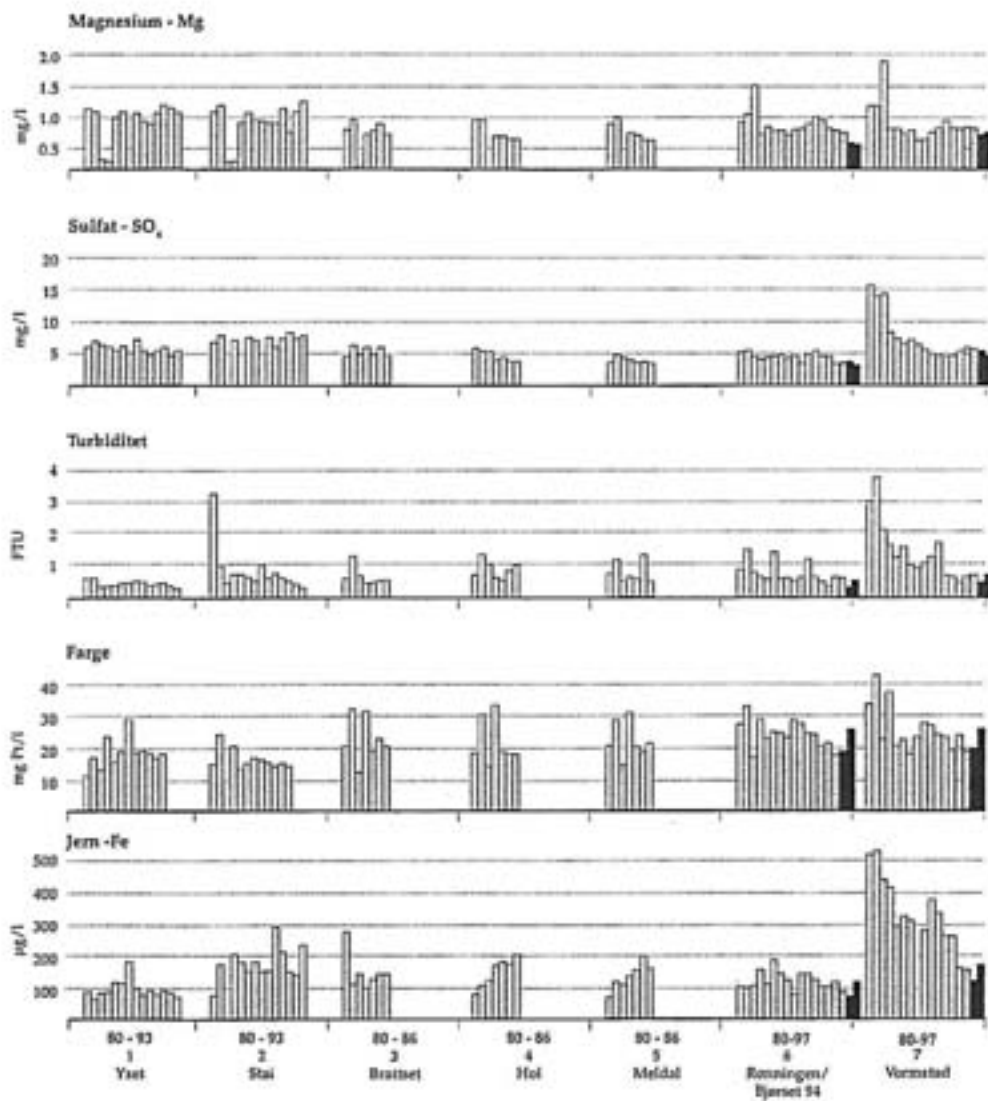 Magnesium - Mg
2.0
1.5
1.0
0.5
mg/l
Sulfat - SO₄
20
15
10
5
mg/l
Turbiditet
4
3
2
1
FTU
Farge
40
30
20
10
mg Pt/l
Jern -Fe
500
400
300
200
100
µg/l
80 - 93 80 - 93 80 - 86 80 - 86 80 - 86 80-97 80-97
1 2 3 4 5 6 7
Yset Stai Brattset Hol Meldal Rønningen/ Vormstad
Bjørset 94